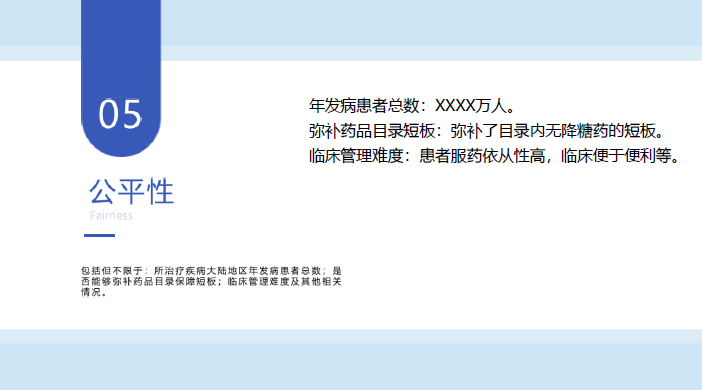 05
公平性
Fairness
包括但不限于：所治疗疾病大陆地区年发病患者总数；是
否能够弥补药品目录保障短板；临床管理难度及其他相关
情况。
年发病患者总数：XXXX万人。
弥补药品目录短板：弥补了目录内无降糖药的短板。
临床管理难度：患者服药依从性高，临床便于便利等。